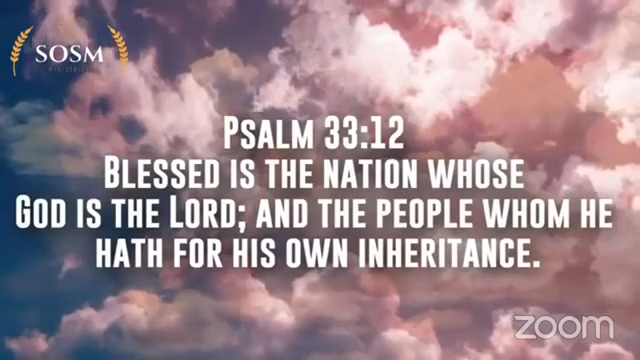 SOSM
MINISTRIES
PSALM 33:12
BLESSED IS THE NATION WHOSE
GOD IS THE LORD; AND THE PEOPLE WHOM HE
HATH FOR HIS OWN INHERITANCE.
zoom